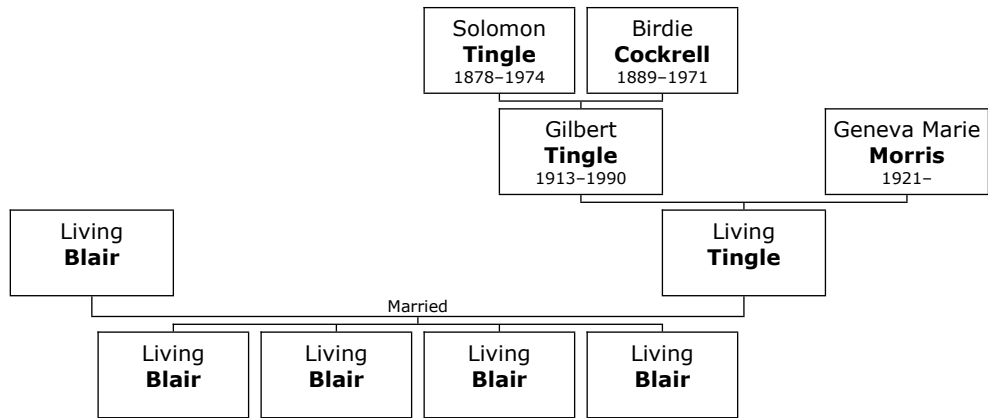 Solomon
Tingle
1878–1974
Birdie
Cockrell
1889–1971
Gilbert
Tingle
1913–1990
Geneva Marie
Morris
1921–
Living
Blair
Living
Tingle
Married
Living
Blair
Living
Blair
Living
Blair
Living
Blair